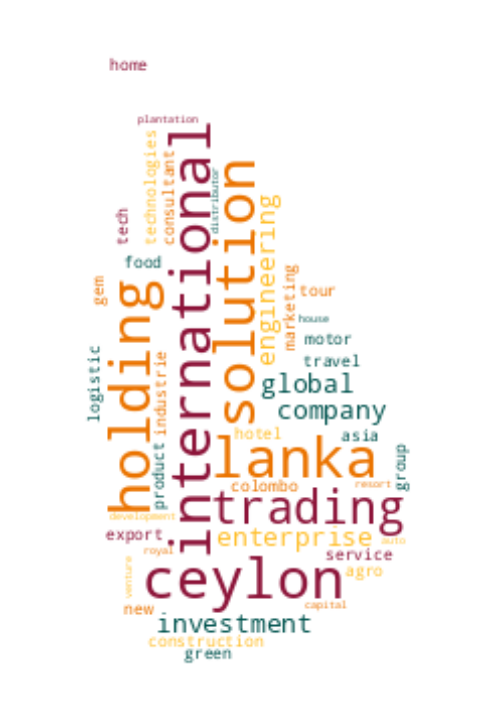 home
plantation
international
technologies
consultant
solution
distributor
engineering
tech
food
marketing
gem
holding
tour
house
motor
logistic
industrie
travel
global
company
hotel
asia
lanka
product
group
colombo
resort
trading
development
export
enterprise
auto
royal
service
venture
ceylon
agro
new
capital
investment
construction
green